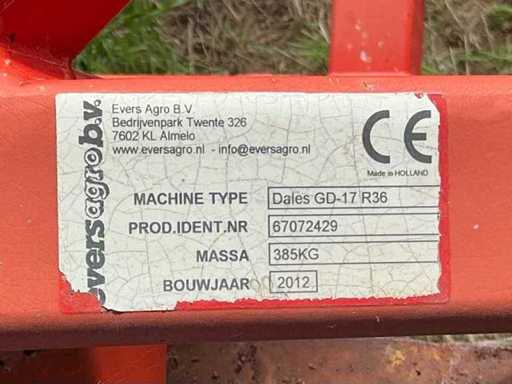 eversagro b.v.
Evers Agro B.V.
Bedrijvenpark Twente 326
7602 KL Almelo
www.eversagro.nl - info@eversagro.nl
CE
Made in HOLLAND
MACHINE TYPE Dales GD-17 R36
PROD.IDENT.NR 67072429
MASSA 385KG
BOUWJAAR 2012